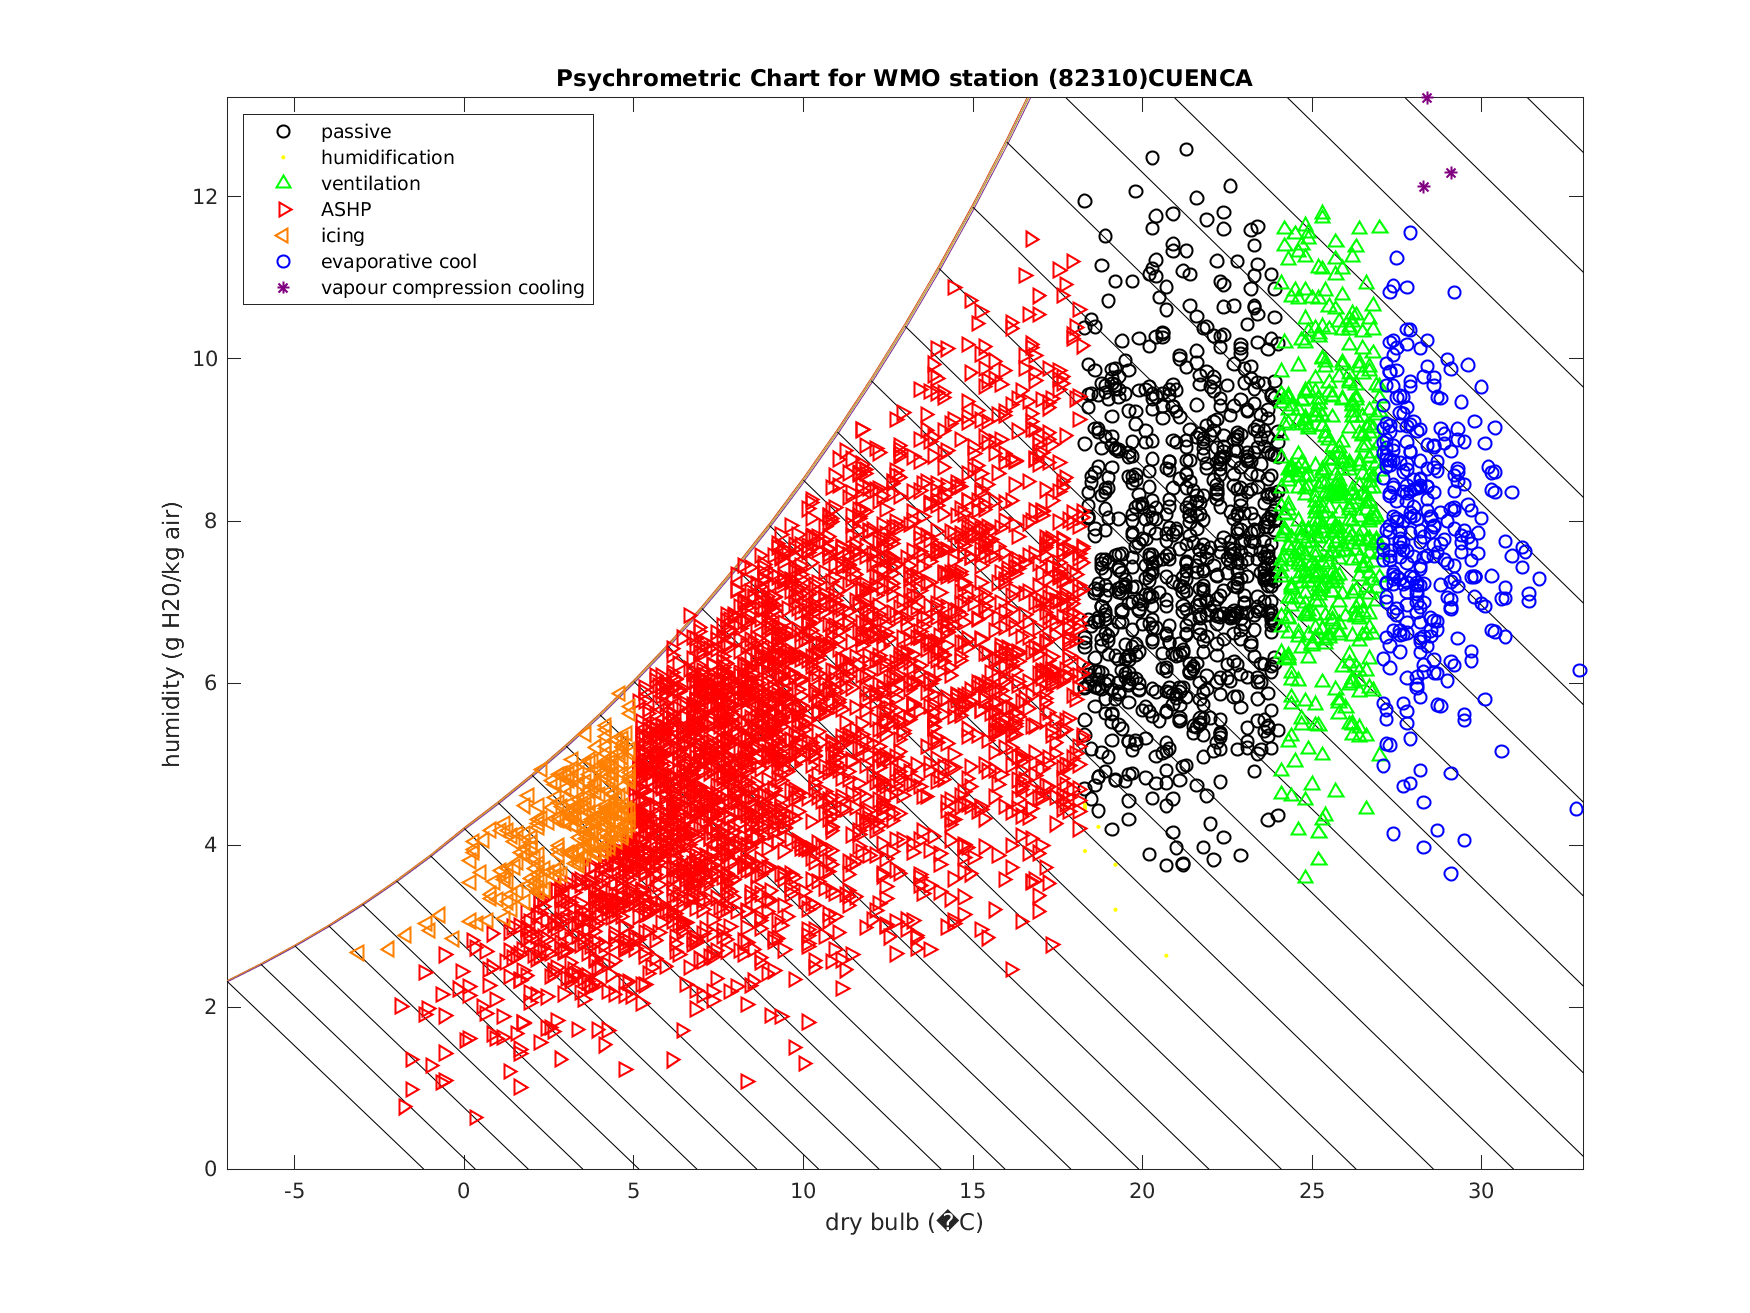 Psychrometric Chart for WMO station (82310)CUENCA
passive
humidification
ventilation
ASHP
icing
evaporative cool
vapour compression cooling
humidity (g H20/kg air)
12
10
8
6
4
2
0
-5 0 5 10 15 20 25 30
dry bulb (�C)